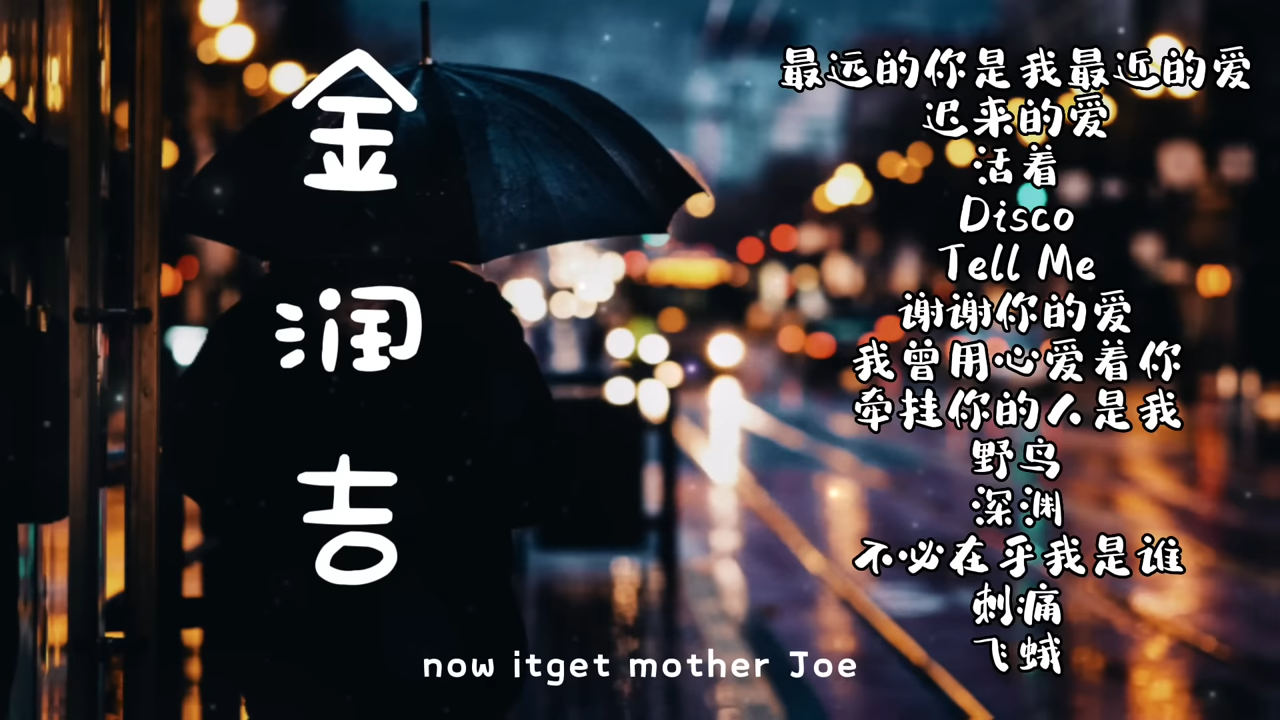 金润吉
最远的你是我最近的爱
迟来的爱
活着
Disco
Tell Me
谢谢你的爱
我曾用心爱着你
牵挂你的人是我
野鸟
深渊
不必在乎我是谁
刺痛
飞蛾
now itget mother Joe